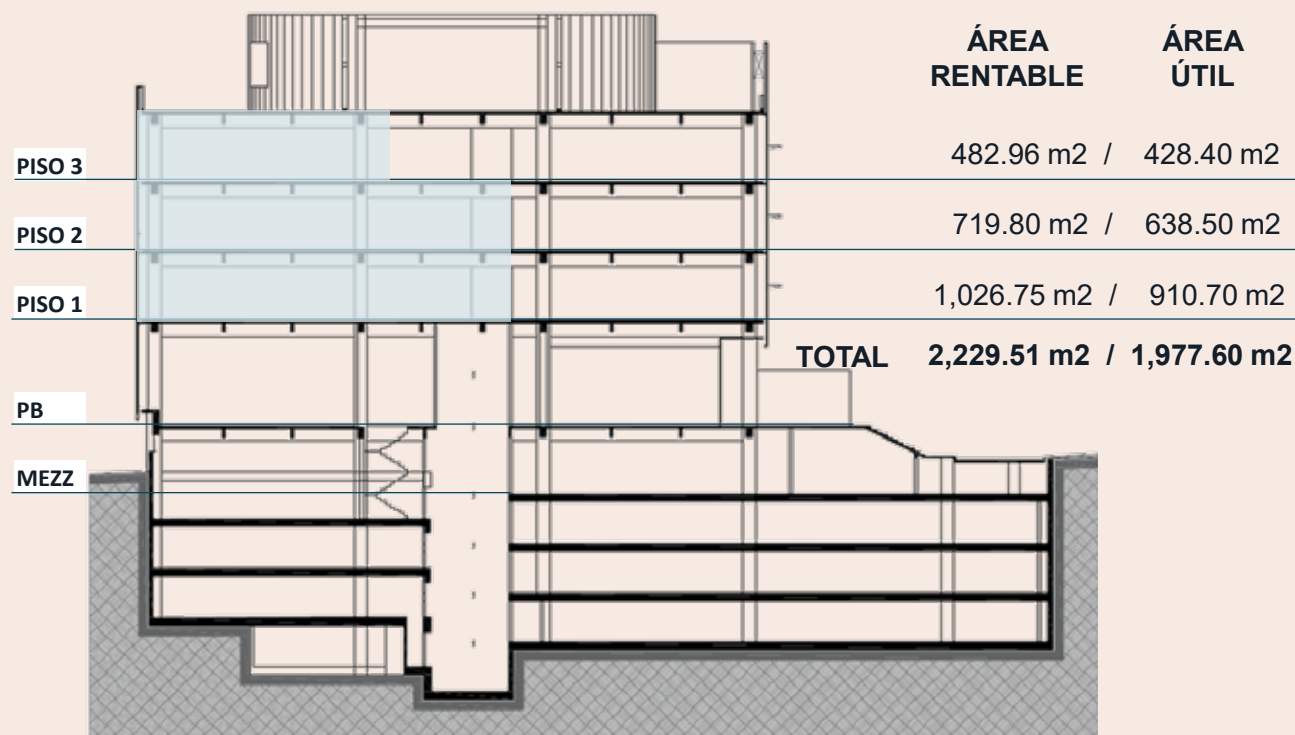 ÁREA RENTABLE
ÁREA ÚTIL
PISO 3 482.96 m2 / 428.40 m2
PISO 2 719.80 m2 / 638.50 m2
PISO 1 1,026.75 m2 / 910.70 m2
TOTAL 2,229.51 m2 / 1,977.60 m2
PB
MEZZ